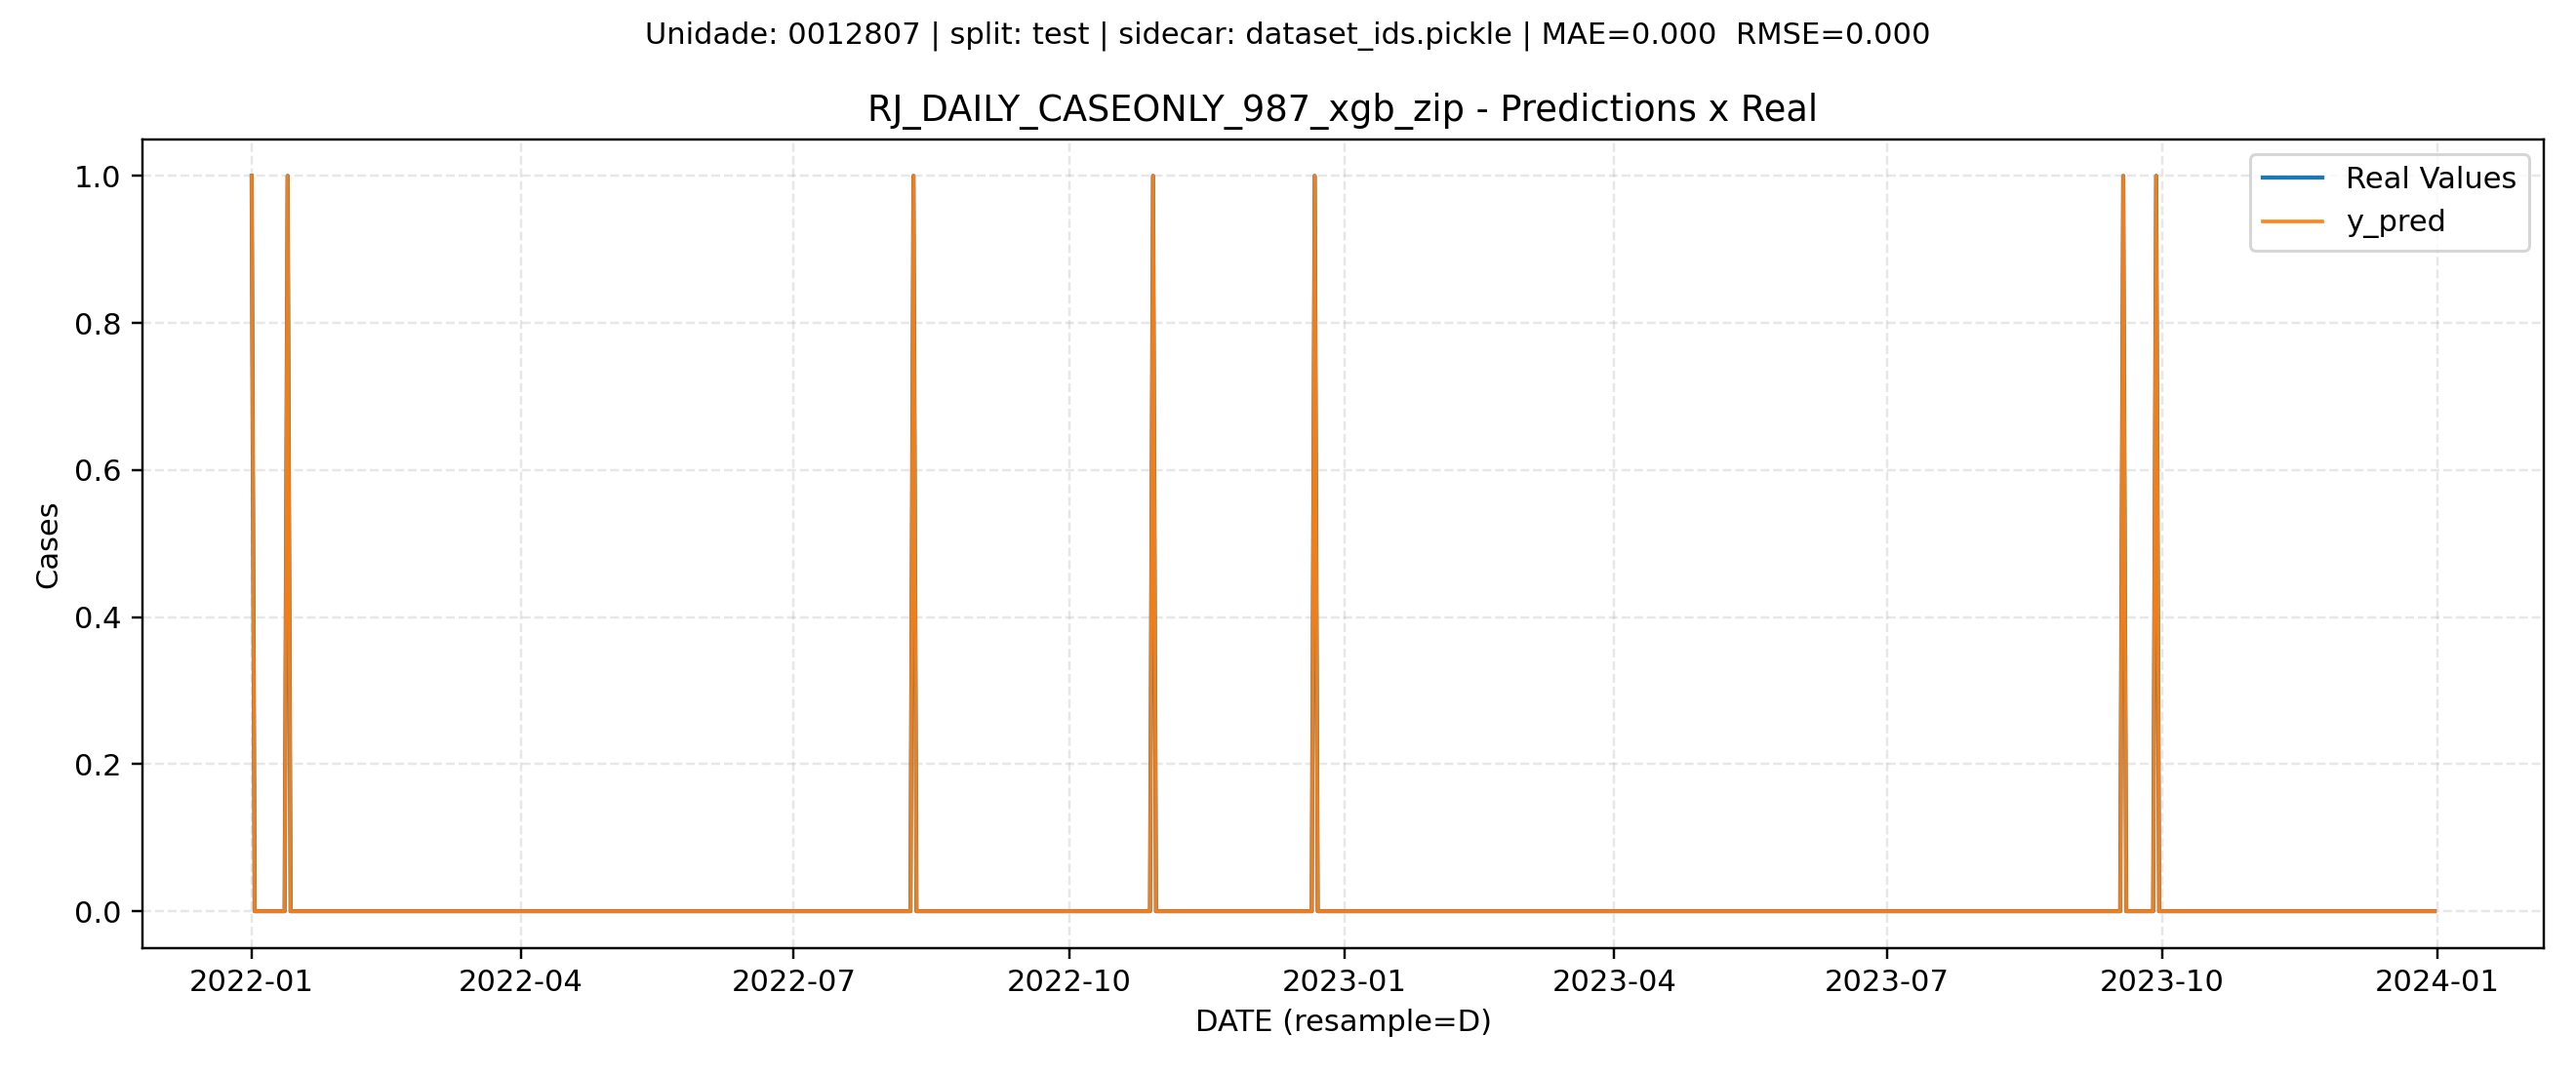 Unidade: 0012807 | split: test | sidecar: dataset_ids.pickle | MAE=0.000  RMSE=0.000
RJ_DAILY_CASEONLY_987_xgb_zip - Predictions x Real
Real Values
y_pred
1.0
0.8
0.6
0.4
0.2
0.0
Cases
2022-01
2022-04
2022-07
2022-10
2023-01
2023-04
2023-07
2023-10
2024-01
DATE (resample=D)